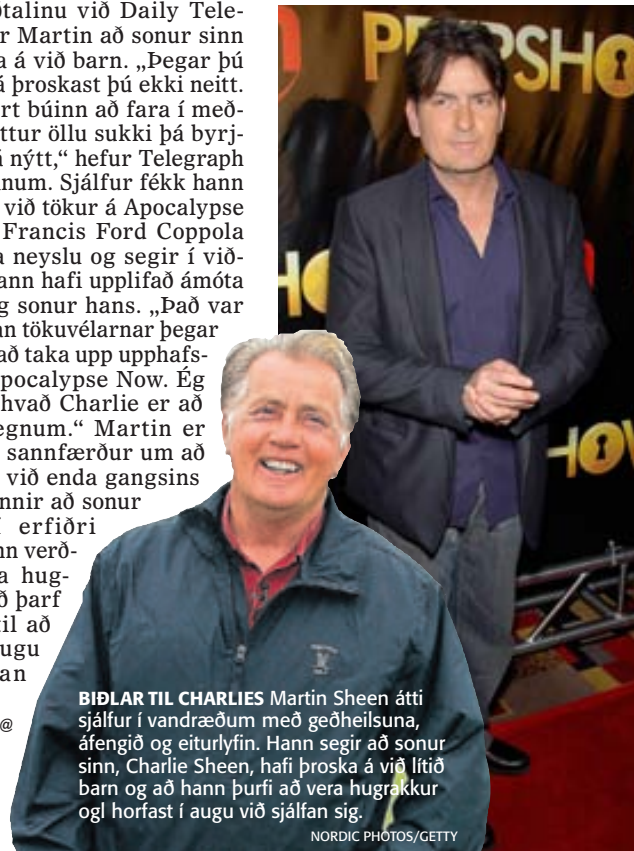 ðtalinu við Daily Tele-
r Martin að sonur sinn
a á við barn. „Þegar þú
á þroskast þú ekki neitt.
rt búinn að fara í með-
ttur öllu sukki þá byrj-
á nýtt,“ hefur Telegraph
num. Sjálfur fékk hann
við tökur á Apocalypse
Francis Ford Coppola
a neyslu og segir í við-
ann hafi upplifað ámóta
g sonur hans. „Það var
an tökuvélarnar þegar
að taka upp upphafs-
pocalypse Now. Ég
hvað Charlie er að
egnum.“ Martin er
sannfærður um að
við enda gangsins
nnir að sonur
í erfiðri
nn verð-
a hug-
ð þarf
til að
ugu
an
@
PEEPSHO
HO
HOW
BIÐLAR TIL CHARLIES Martin Sheen átti
sjálfur í vandræðum með geðheilsuna,
áfengið og eiturlyfin. Hann segir að sonur
sinn, Charlie Sheen, hafi þroska á við lítið
barn og að hann þurfi að vera hugrakkur
ogl horfast í augu við sjálfan sig.
NORDIC PHOTOS/GETTY